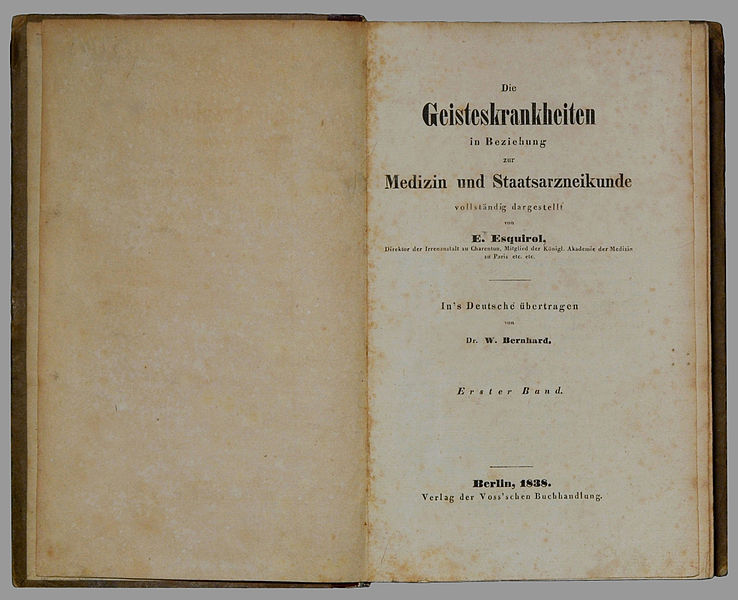 Die
Geisteskrankheiten
in Beziehung
zur
Medizin und Staatsarzneikunde
vollständig dargestellt
von
E. Esquirol,
Direktor der Irrenanstalt zu Charenton, Mitglied der Königl. Akademie der Medizin
zu Paris etc. etc.
In's Deutsche übertragen
von
Dr. W. Bernhard.
Erster Band.
Berlin, 1838.
Verlag der Voss'schen Buchhandlung.